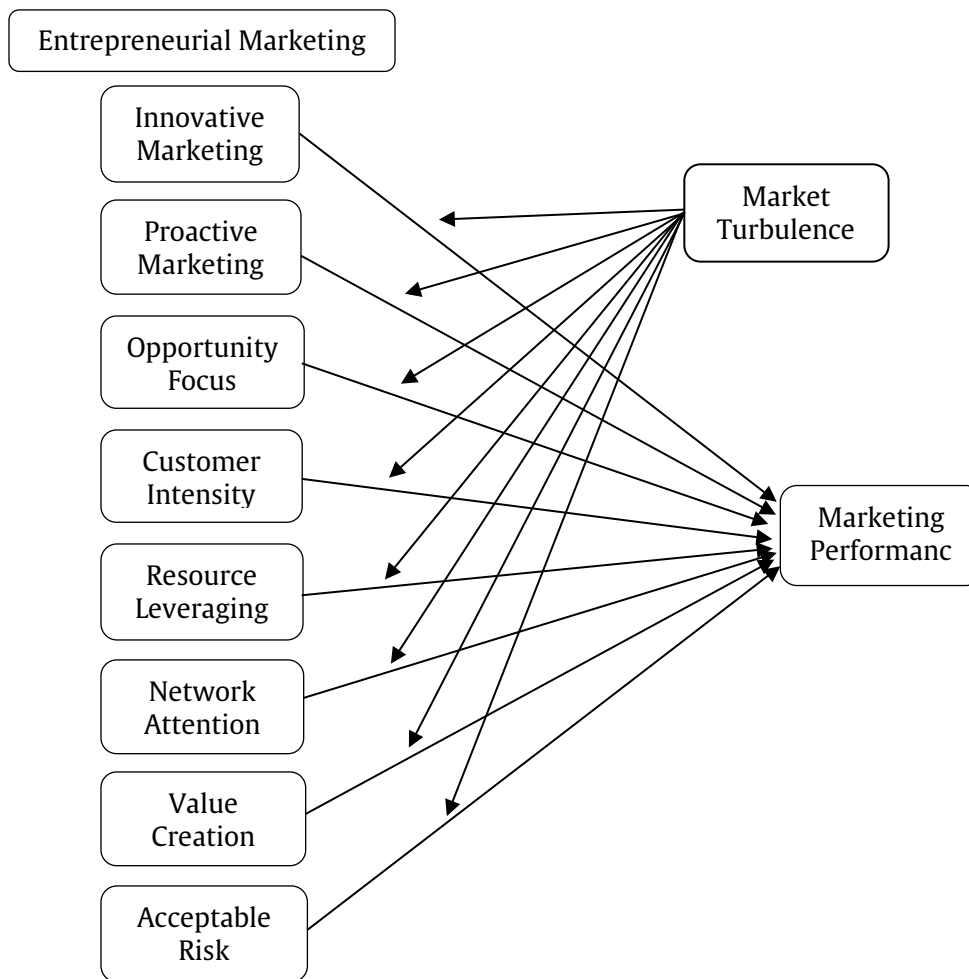 Entrepreneurial Marketing
Innovative
Marketing
Proactive
Marketing
Opportunity
Focus
Customer
Intensity
Resource
Leveraging
Network
Attention
Value
Creation
Acceptable
Risk
Market
Turbulence
Marketing
Performanc